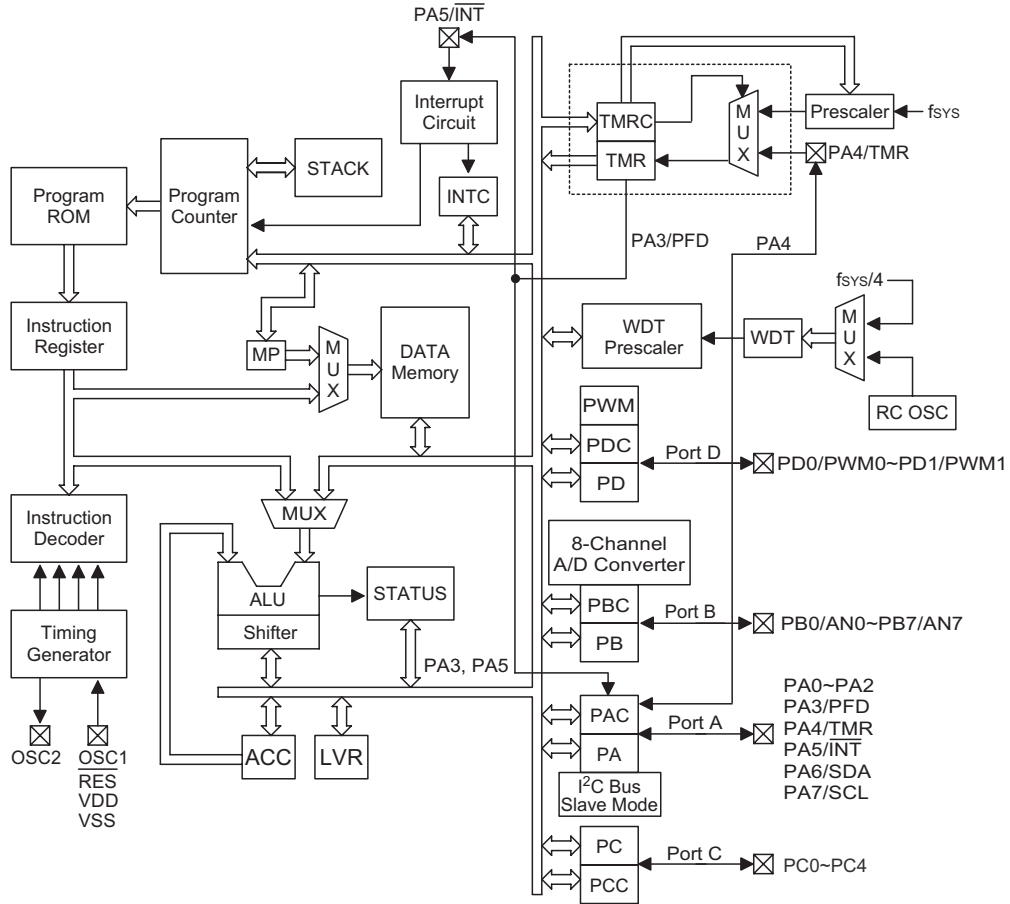 PA5/INT
Interrupt
Circuit
STACK
Program
ROM
Program
Counter
INTC
TMRC
TMR
M
U
X
Prescaler
fSYS
PA4/TMR
PA3/PFD
PA4
fSYS/4
Instruction
Register
MP
M
U
X
DATA
Memory
WDT
Prescaler
WDT
M
U
X
RC OSC
PWM
PDC
PD
Port D
PD0/PWM0~PD1/PWM1
Instruction
Decoder
MUX
ALU
Shifter
STATUS
8-Channel
A/D Converter
PBC
PB
Port B
PB0/AN0~PB7/AN7
Timing
Generator
PA3, PA5
PAC
PA
Port A
I²C Bus
Slave Mode
PA0~PA2
PA3/PFD
PA4/TMR
PA5/INT
PA6/SDA
PA7/SCL
OSC2
OSC1
RES
VDD
VSS
ACC
LVR
PC
PCC
Port C
PC0~PC4